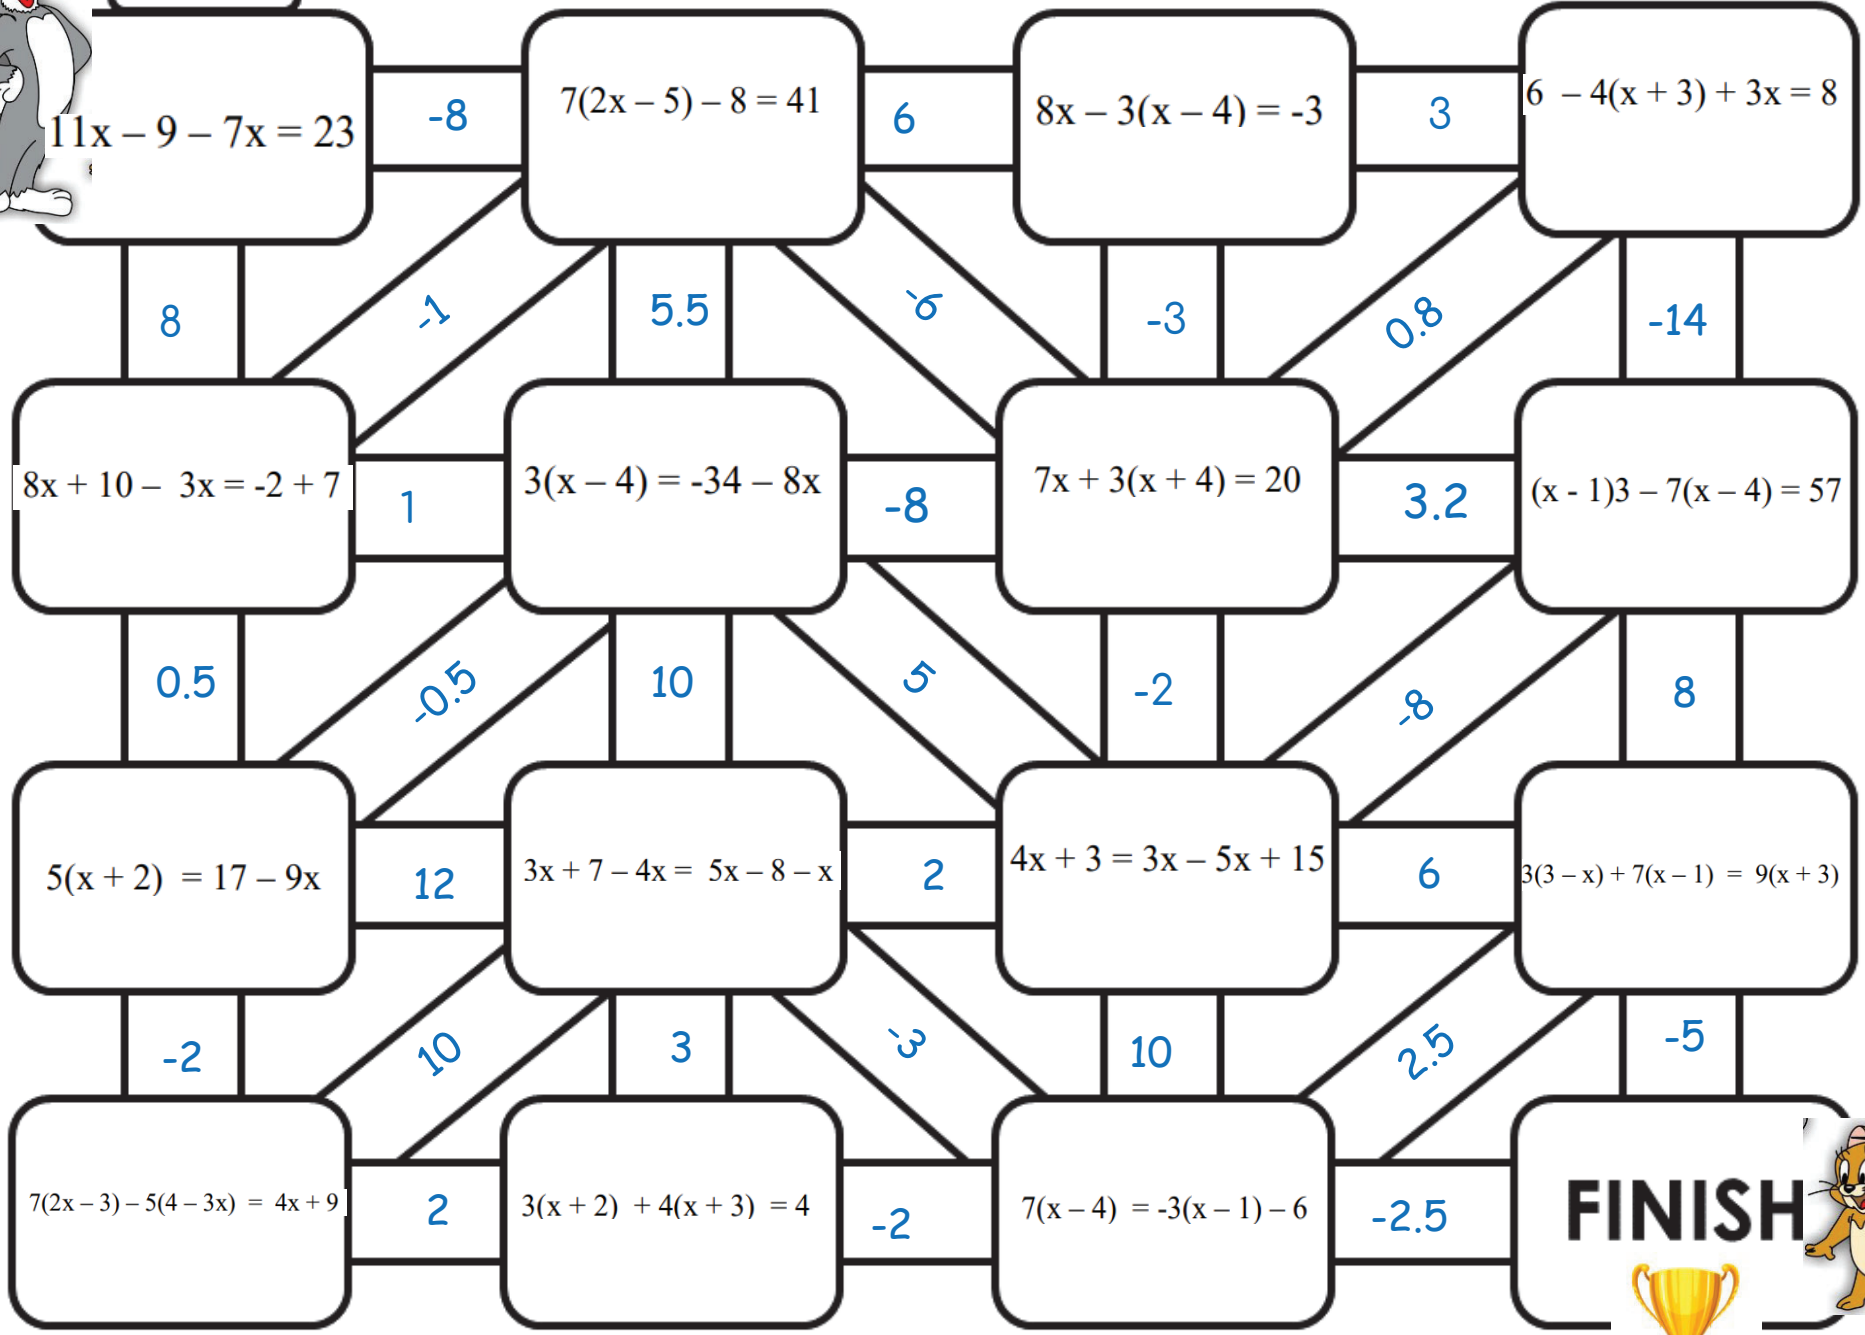 11x – 9 – 7x = 23
-8
7(2x – 5) – 8 = 41
6
8x – 3(x – 4) = -3
3
6 – 4(x + 3) + 3x = 8
8
-1
5.5
-6
-3
0.8
-14
8x + 10 – 3x = -2 + 7
1
3(x – 4) = -34 – 8x
-8
7x + 3(x + 4) = 20
3.2
(x - 1)3 – 7(x – 4) = 57
0.5
-0.5
10
5
-2
-8
8
5(x + 2) = 17 – 9x
12
3x + 7 – 4x = 5x – 8 – x
2
4x + 3 = 3x – 5x + 15
6
3(3 – x) + 7(x – 1) = 9(x + 3)
-2
10
3
-3
10
2.5
-5
7(2x – 3) – 5(4 – 3x) = 4x + 9
2
3(x + 2) + 4(x + 3) = 4
-2
7(x – 4) = -3(x – 1) – 6
-2.5
FINISH